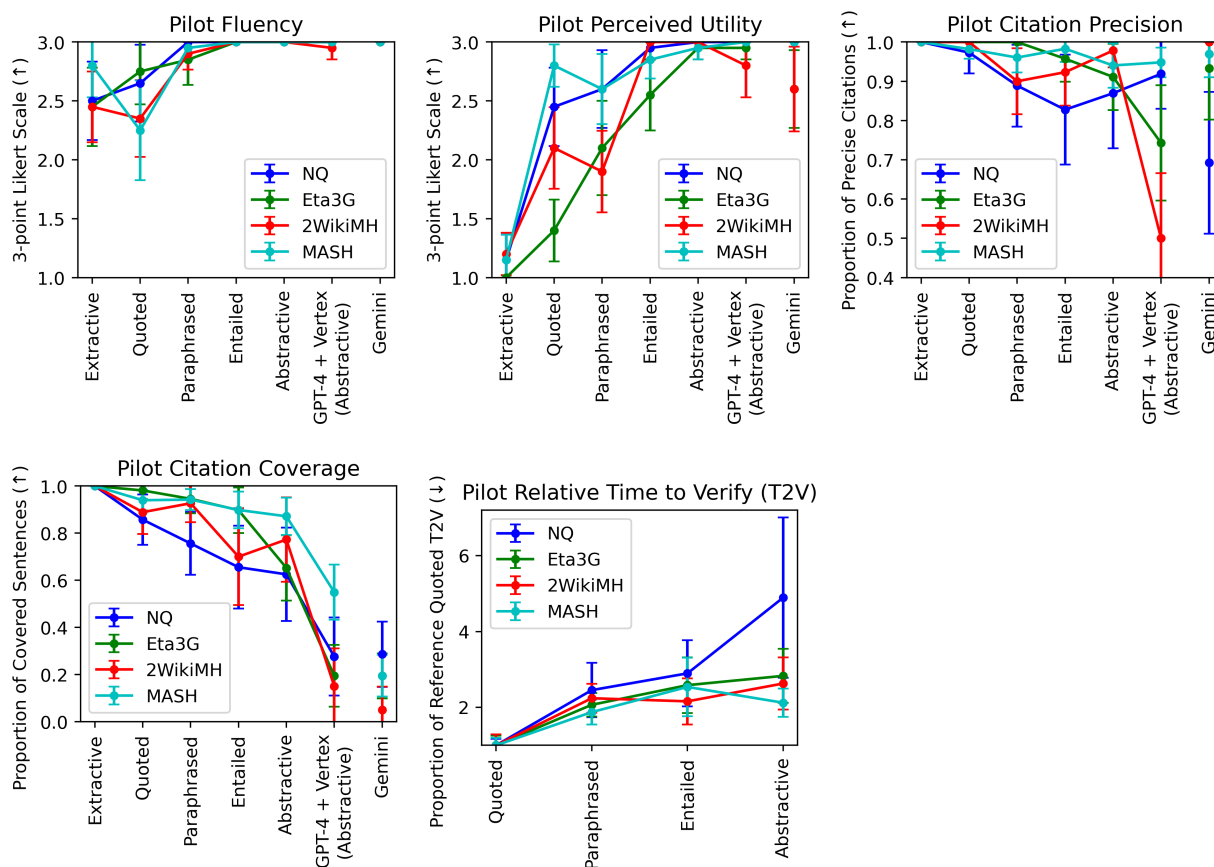 Pilot Fluency
3-point Likert Scale (↑)
3.0
2.5
2.0
1.5
1.0
NQ
Eta3G
2WikiMH
MASH
Extractive
Quoted
Paraphrased
Entailed
Abstractive
GPT-4 + Vertex
(Abstractive)
Gemini
Pilot Perceived Utility
3-point Likert Scale (↑)
3.0
2.5
2.0
1.5
1.0
NQ
Eta3G
2WikiMH
MASH
Extractive
Quoted
Paraphrased
Entailed
Abstractive
GPT-4 + Vertex
(Abstractive)
Gemini
Pilot Citation Precision
Proportion of Precise Citations (↑)
1.0
0.9
0.8
0.7
0.6
0.5
0.4
NQ
Eta3G
2WikiMH
MASH
Extractive
Quoted
Paraphrased
Entailed
Abstractive
GPT-4 + Vertex
(Abstractive)
Gemini
Pilot Citation Coverage
Proportion of Covered Sentences (↑)
1.0
0.8
0.6
0.4
0.2
0.0
NQ
Eta3G
2WikiMH
MASH
Extractive
Quoted
Paraphrased
Entailed
Abstractive
GPT-4 + Vertex
(Abstractive)
Gemini
Pilot Relative Time to Verify (T2V)
Proportion of Reference Quoted T2V (↓)
6
4
2
NQ
Eta3G
2WikiMH
MASH
Quoted
Paraphrased
Entailed
Abstractive